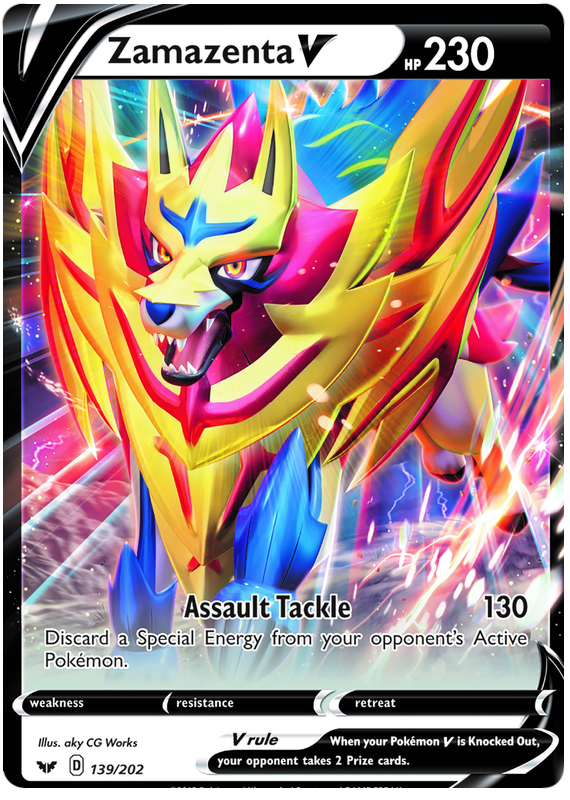 Zamazenta V HP 230
Assault Tackle 130
Discard a Special Energy from your opponent's Active
Pokémon.
weakness resistance retreat
Illus. aky CG Works
V rule When your Pokémon V is Knocked Out,
your opponent takes 2 Prize cards.
D 139/202